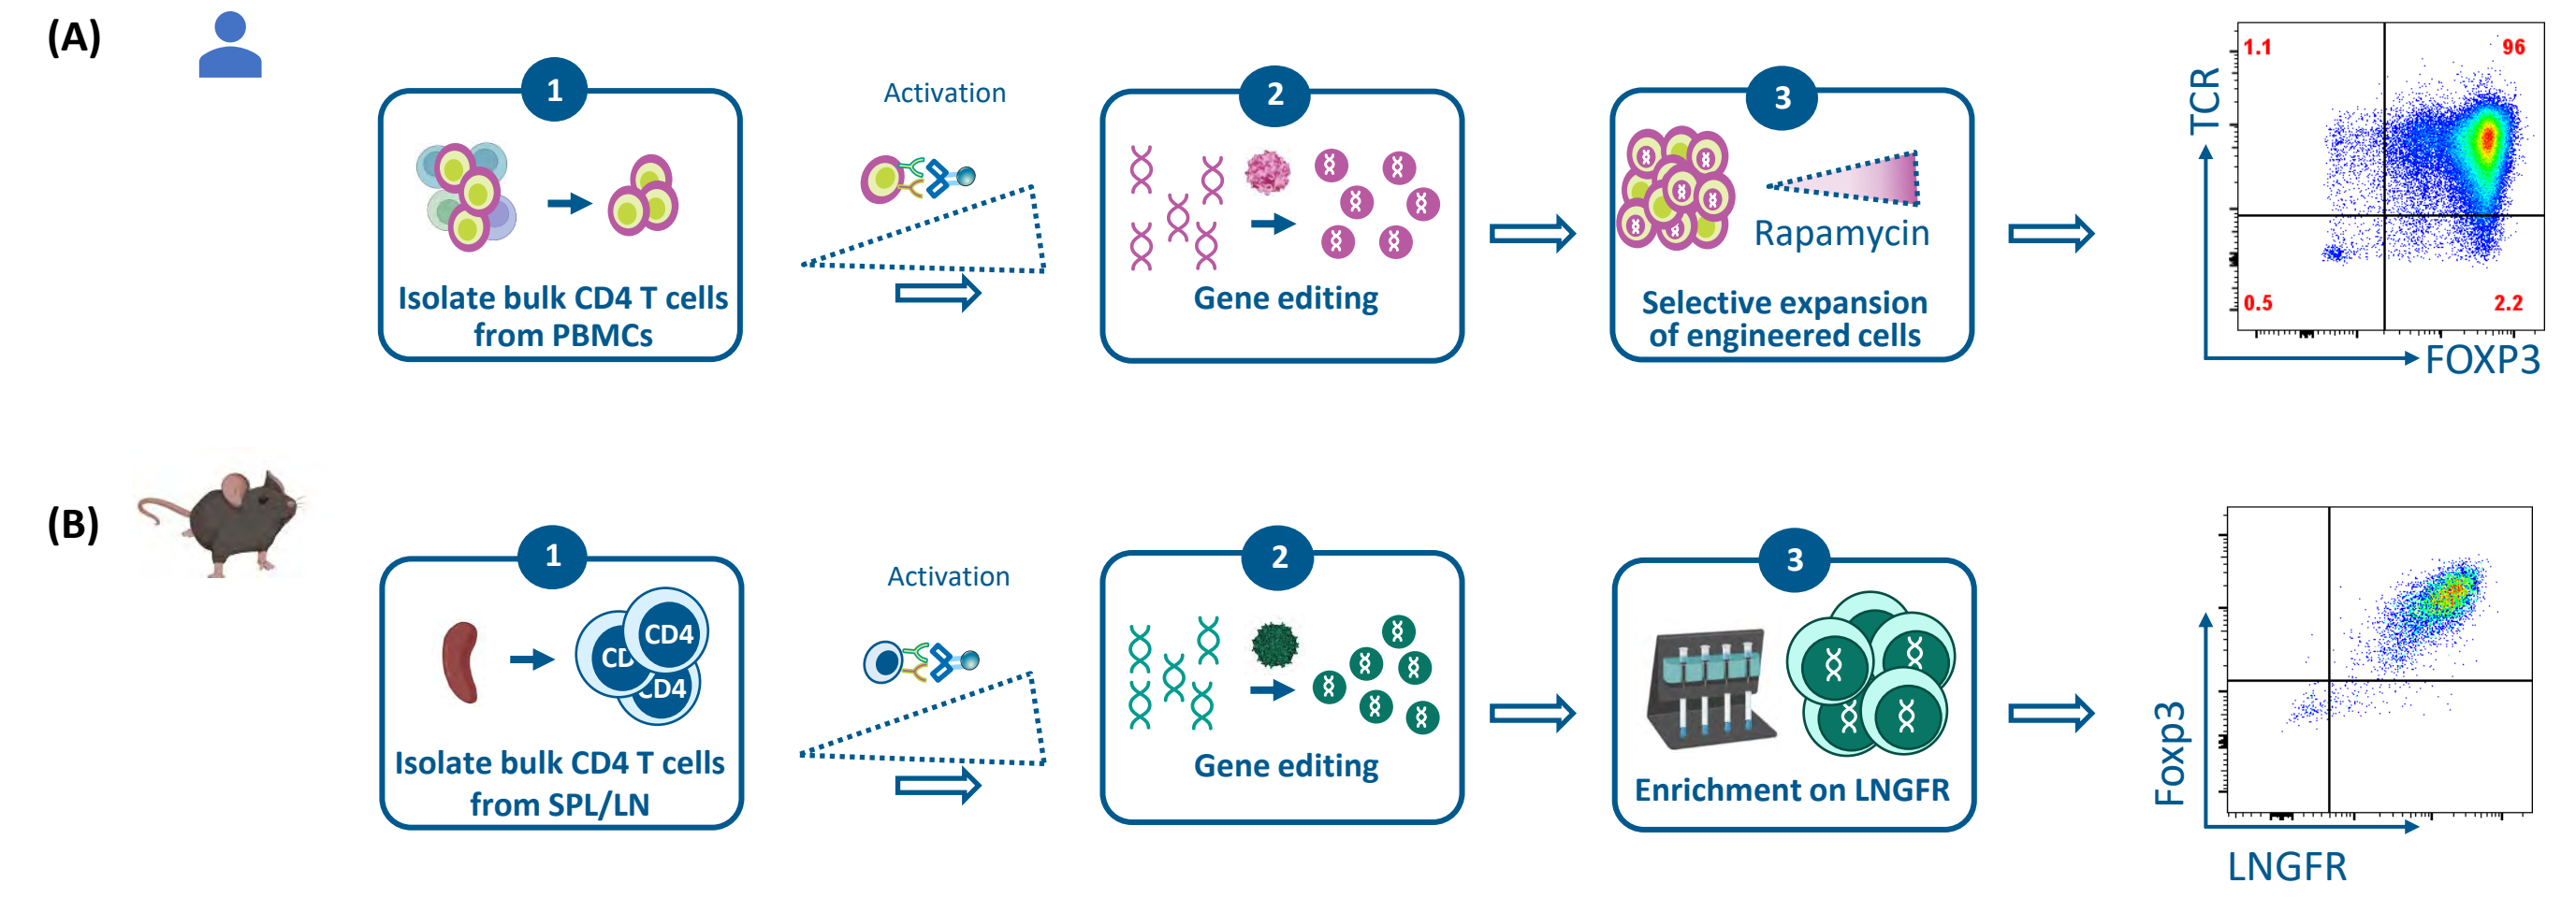 (A)
1
Isolate bulk CD4 T cells
from PBMCs
Activation
2
Gene editing
3
Rapamycin
Selective expansion
of engineered cells
TCR
1.1
96
0.5
2.2
FOXP3
(B)
1
CD4
CD
CD4
Isolate bulk CD4 T cells
from SPL/LN
Activation
2
Gene editing
3
Enrichment on LNGFR
Foxp3
LNGFR